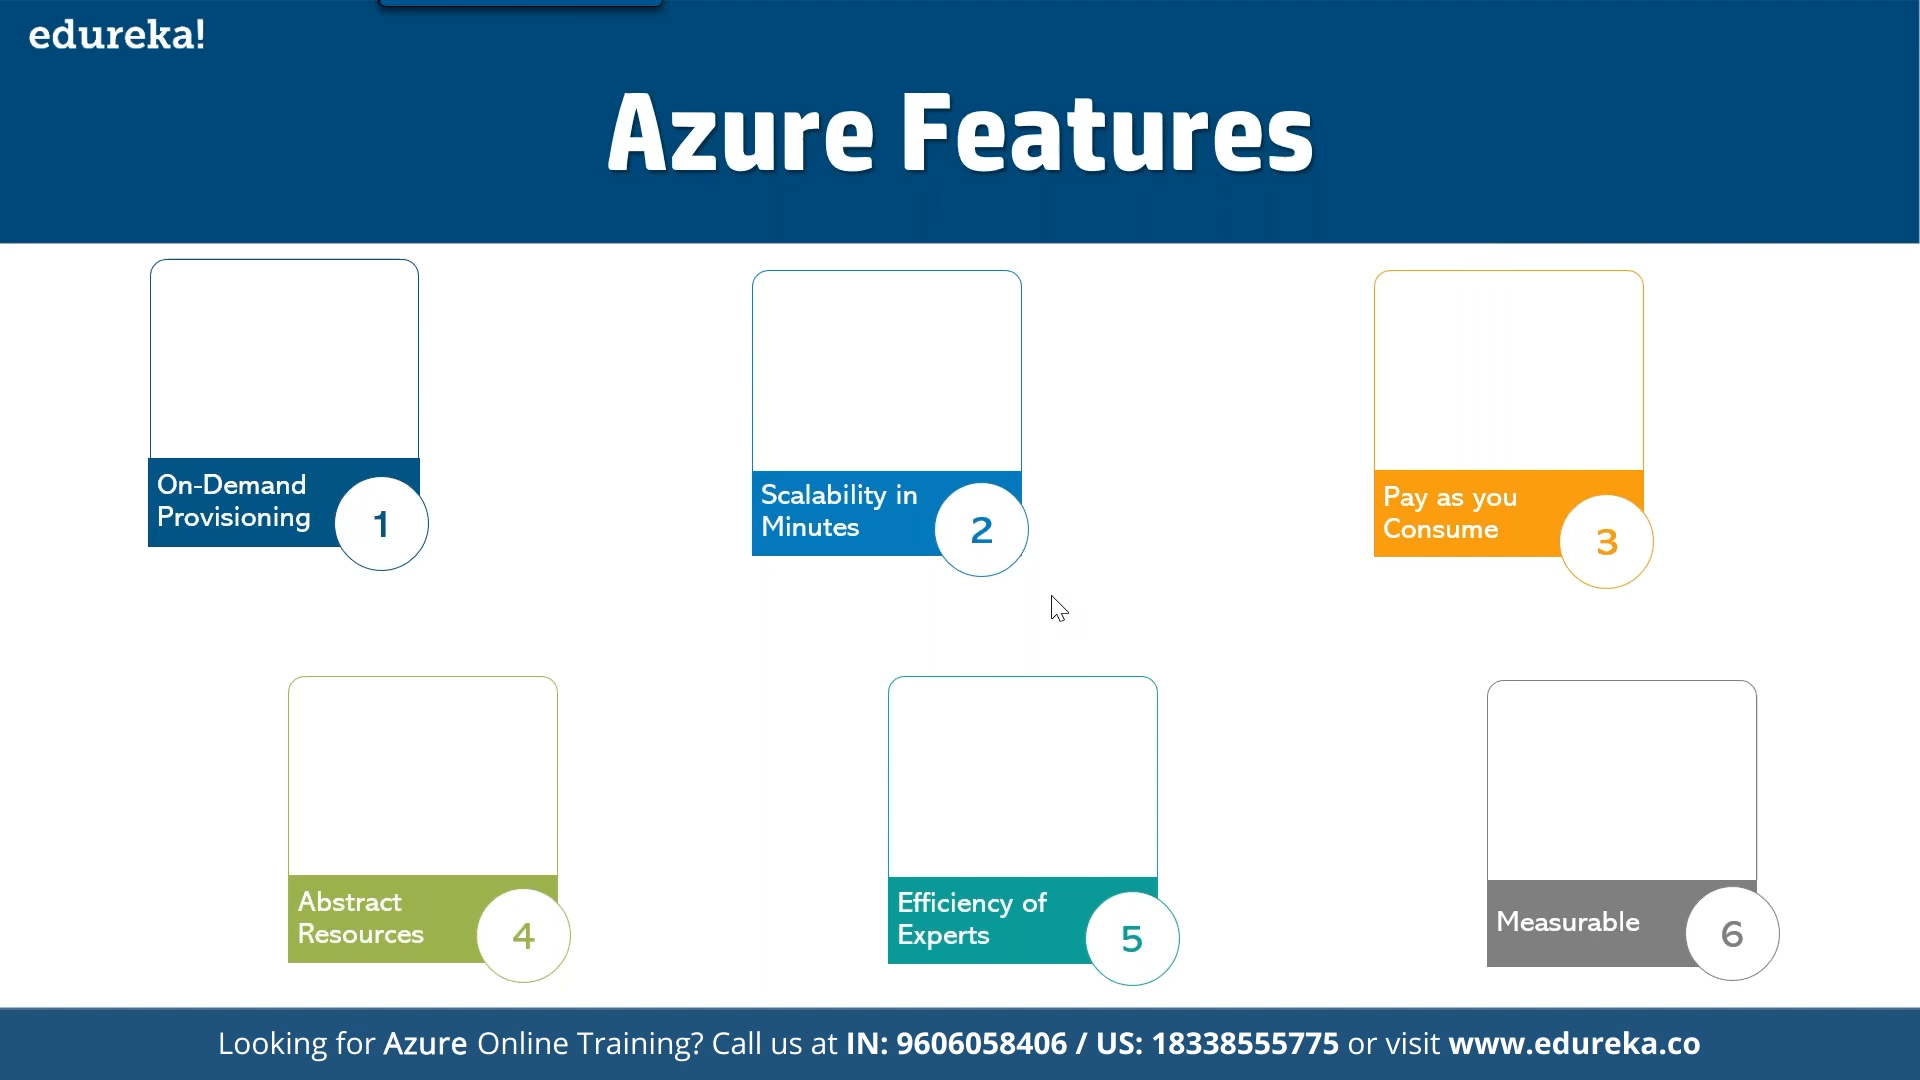 edureka!
Azure Features
On-Demand
Provisioning
1
Scalability in
Minutes
2
Pay as you
Consume
3
Abstract
Resources
4
Efficiency of
Experts
5
Measurable
6
Looking for Azure Online Training? Call us at IN: 9606058406 / US: 18338555775 or visit www.edureka.co